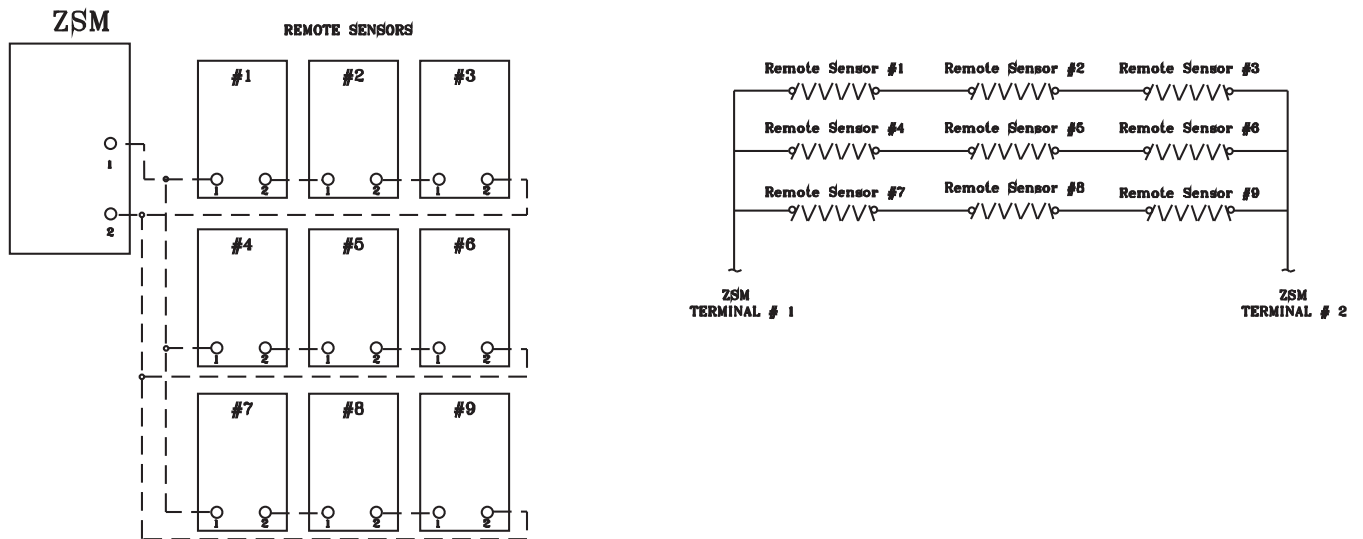 ZSM
REMOTE SENSORS
#1 #2 #3
1
1 2 1 2 1 2
2
#4 #5 #6
1 2 1 2 1 2
#7 #8 #9
1 2 1 2 1 2
Remote Sensor #1 Remote Sensor #2 Remote Sensor #3
Remote Sensor #4 Remote Sensor #5 Remote Sensor #6
Remote Sensor #7 Remote Sensor #8 Remote Sensor #9
ZSM
TERMINAL # 1
ZSM
TERMINAL # 2